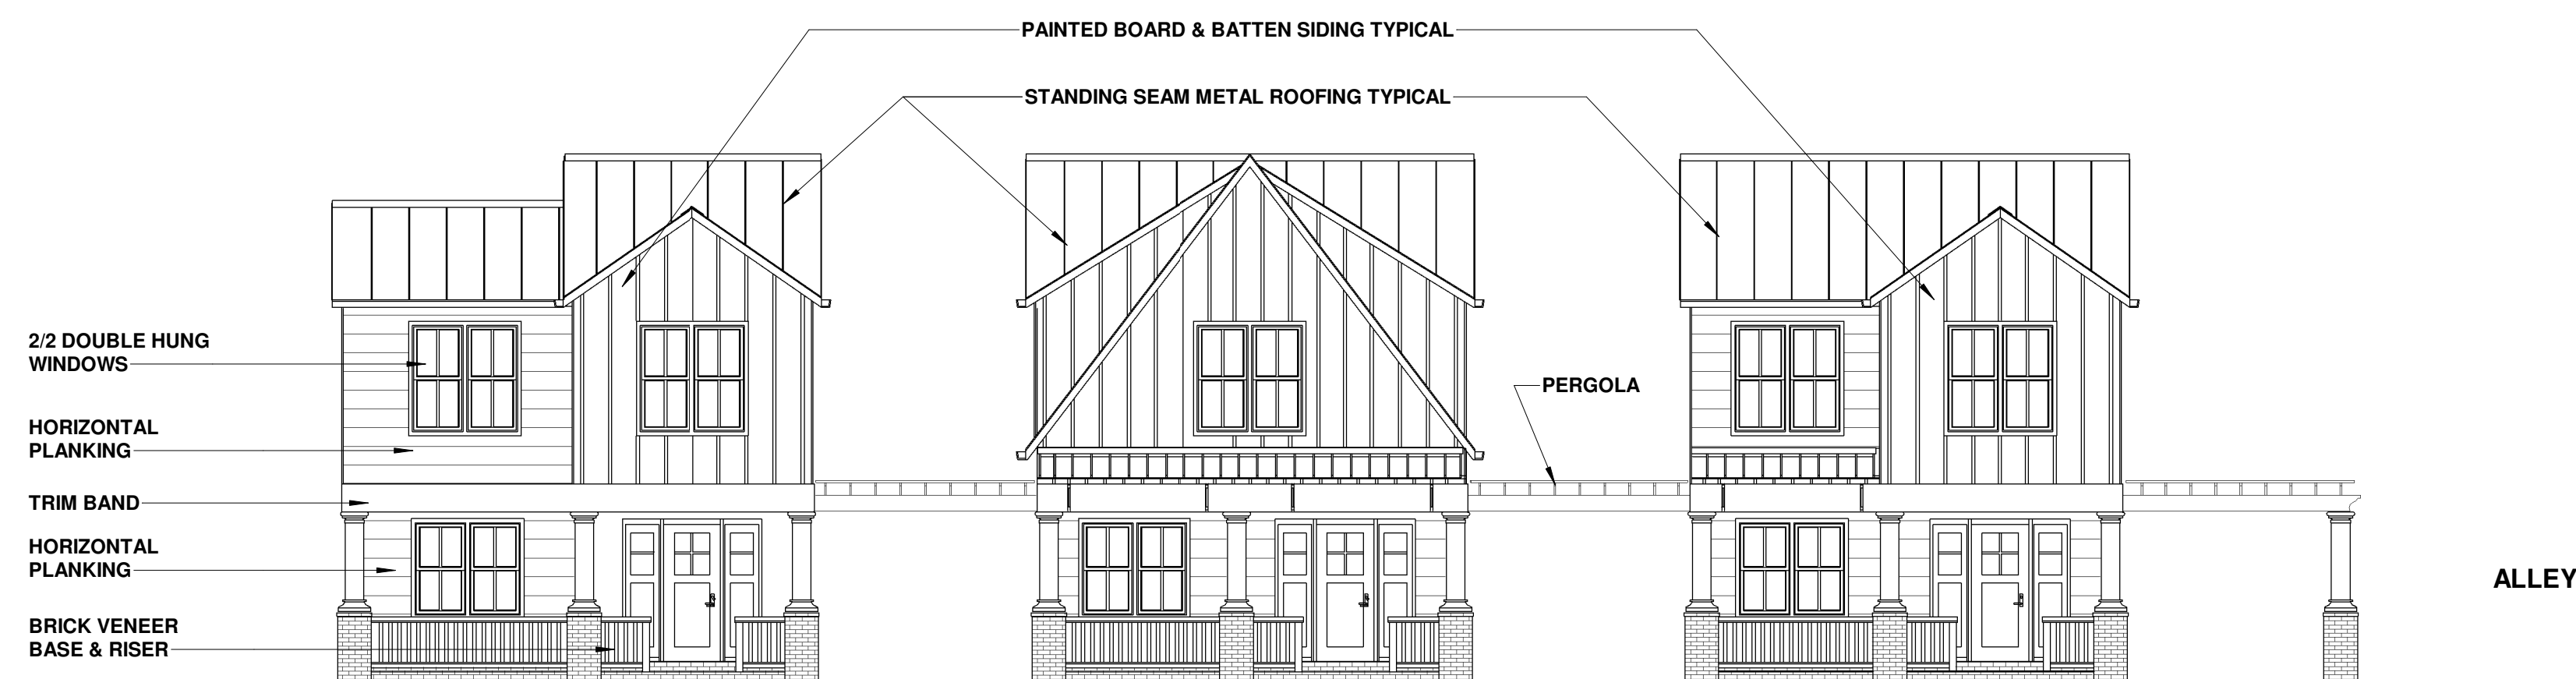 PAINTED BOARD & BATTEN SIDING TYPICAL
STANDING SEAM METAL ROOFING TYPICAL
2/2 DOUBLE HUNG
WINDOWS
PERGOLA
HORIZONTAL
PLANKING
TRIM BAND
HORIZONTAL
PLANKING
ALLEY
BRICK VENEER
BASE & RISER